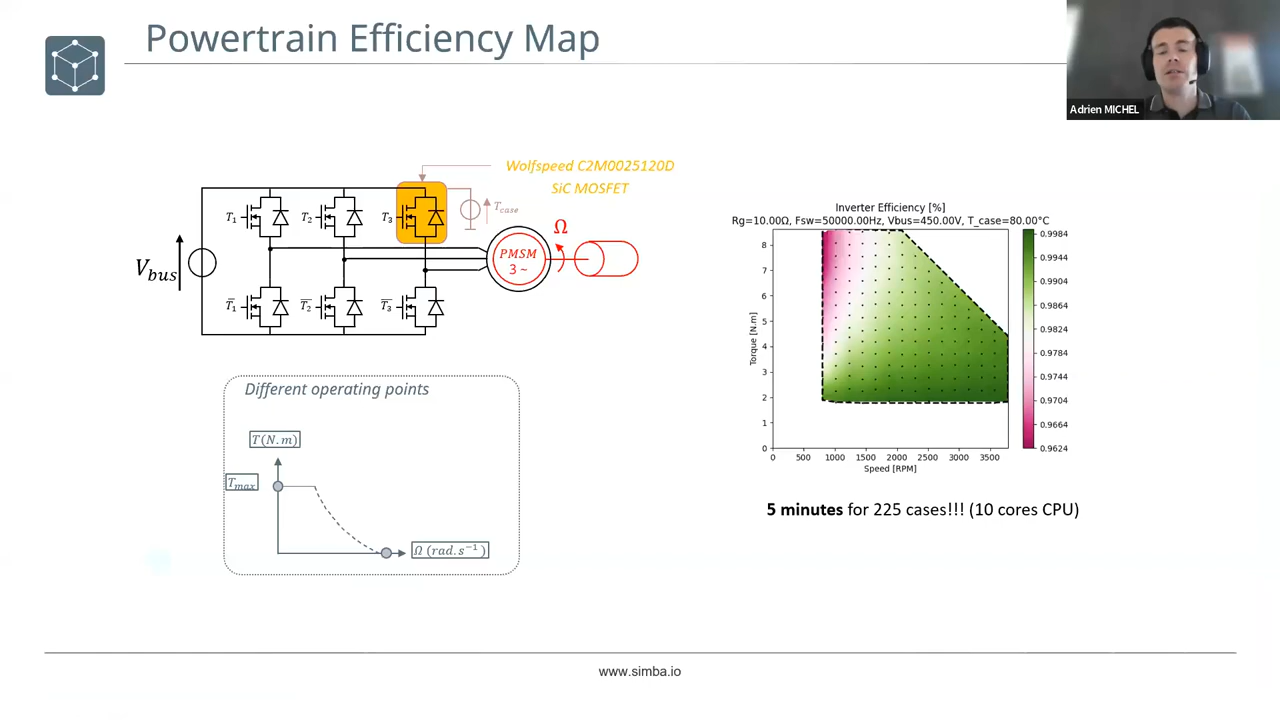 Powertrain Efficiency Map
Adrien MICHEL
Wolfspeed C2M0025120D
SiC MOSFET
T₁
T₂
T₃
T_case
Ω
V_bus
PMSM
3 ~
T̅₁
T̅₂
T̅₃
Different operating points
T(N.m)
T_max
Ω (rad.s⁻¹)
Inverter Efficiency [%]
Rg=10.00Ω, Fsw=50000.00Hz, Vbus=450.00V, T_case=80.00°C
8
7
6
5
4
3
2
1
0
Torque [N.m]
0 500 1000 1500 2000 2500 3000 3500
Speed [RPM]
0.9984
0.9944
0.9904
0.9864
0.9824
0.9784
0.9744
0.9704
0.9664
0.9624
5 minutes for 225 cases!!! (10 cores CPU)
www.simba.io